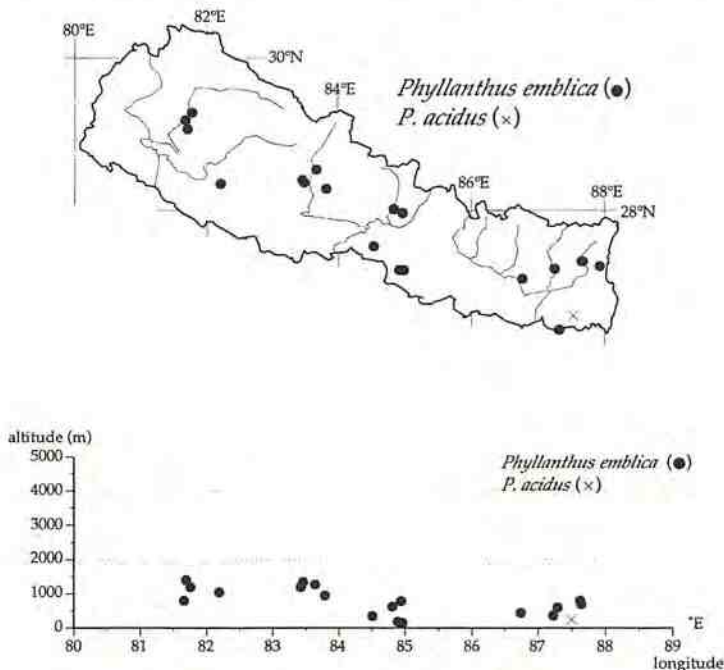 80°E
82°E
30°N
84°E
Phyllanthus emblica (●)
P. acidus (×)
86°E
88°E
28°N
altitude (m)
5000
4000
3000
2000
1000
0
Phyllanthus emblica (●)
P. acidus (×)
80 81 82 83 84 85 86 87 88 89
°E
longitude